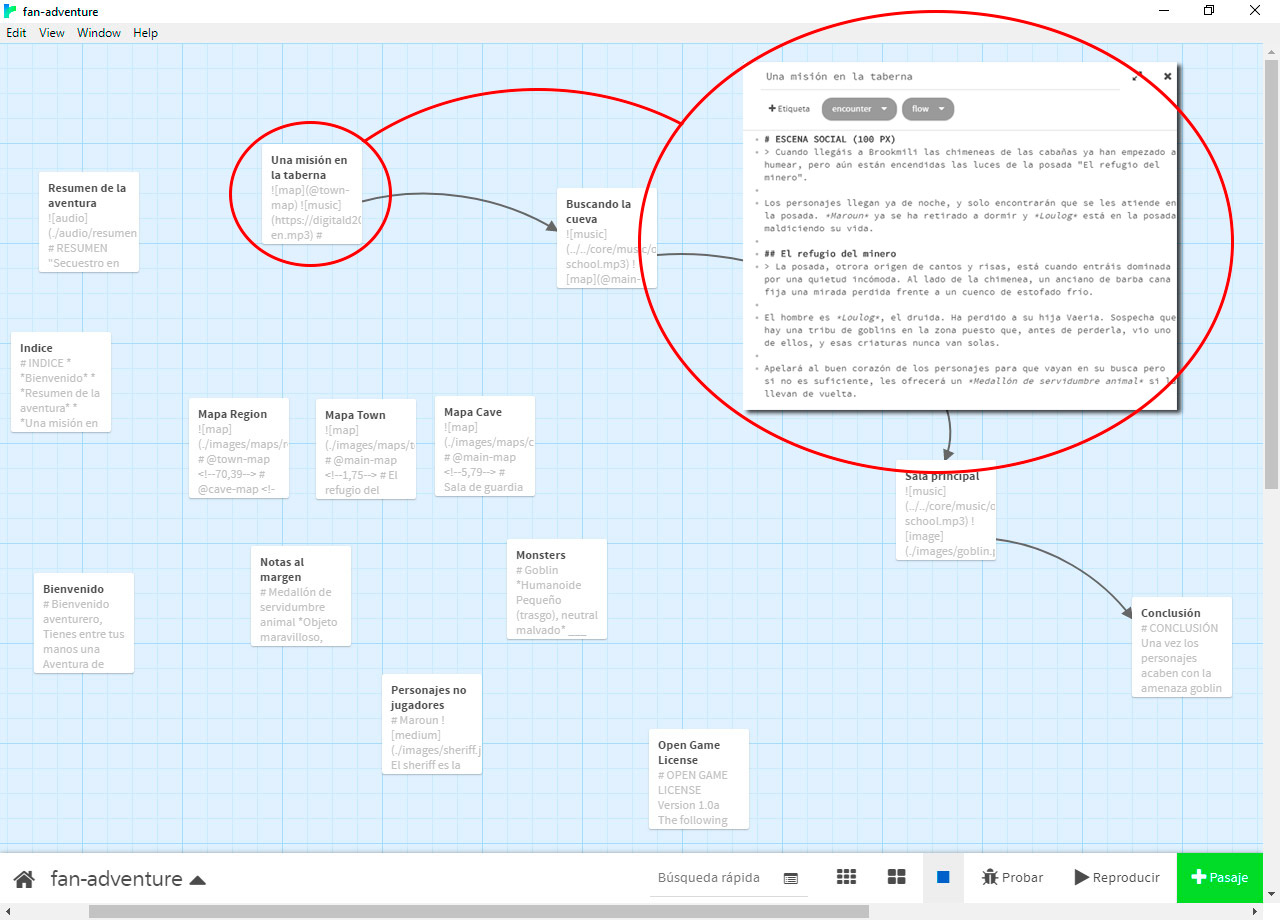 fan-adventure
Edit View Window Help
Una misión en la taberna
+ Etiqueta encounter flow
# ESCENA SOCIAL (100 PX)
> Cuando llegáis a Brookmili las chimeneas de las cabañas ya han empezado a
humear, pero aún están encendidas las luces de la posada "El refugio del
minero".
Los personajes llegan ya de noche, y solo encontrarán que se les atiende en
la posada. *Maroun* ya se ha retirado a dormir y *Loulog* está en la posada
maldiciendo su vida.
## El refugio del minero
> La posada, otrora origen de cantos y risas, está cuando entráis dominada
por una quietud incómoda. Al lado de la chimenea, un anciano de barba cana
fija una mirada perdida frente a un cuenco de estofado frío.
El hombre es *Loulog*, el druida. Ha perdido a su hija Vaeria. Sospecha que
hay una tribu de goblins en la zona puesto que, antes de perderla, vio uno
de ellos, y esas criaturas nunca van solas.
Apelará al buen corazón de los personajes para que vayan en su busca pero
si no es suficiente, les ofrecerá un *Medallón de servidumbre animal* si la
llevan de vuelta.
Una misión en
la taberna
![map](@town-
map) ![music]
(https://digitald20
en.mp3) #
Resumen de la
aventura
![audio]
(./audio/resumen
# RESUMEN
"Secuestro en
Buscando la
cueva
![music]
(../../core/music/o
school.mp3) !
[map](@main-
Indice
# INDICE *
*Bienvenido* *
*Resumen de la
aventura* *
*Una misión en
Mapa Region
![map]
(./images/maps/re
# @town-map
<!--70,39--> #
@cave-map <!-
Mapa Town
![map]
(./images/maps/to
# @main-map
<!--1,75--> # El
refugio del
Mapa Cave
![map]
(./images/maps/c
# @main-map
<!--5,79--> #
Sala de guardia
Sala principal
![music]
(../../core/music/o
school.mp3) !
[image]
(./images/goblin.p
Notas al
margen
# Medallón de
servidumbre
animal *Objeto
maravilloso,
Monsters
# Goblin
*Humanoide
Pequeño
(trasgo), neutral
malvado* ___
Bienvenido
# Bienvenido
aventurero,
Tienes entre tus
manos una
Aventura de
Conclusión
# CONCLUSIÓN
Una vez los
personajes
acaben con la
amenaza goblin
Personajes no
jugadores
# Maroun !
[medium]
(./images/sheriff.j
El sheriff es la
Open Game
License
# OPEN GAME
LICENSE
Version 1.0a
The following
fan-adventure Búsqueda rápida Probar Reproducir + Pasaje